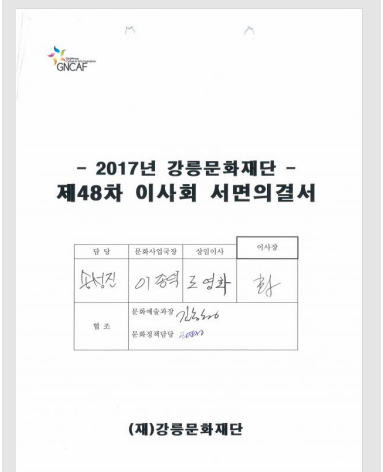 GNCAF
- 2017년 강릉문화재단 -
제48차 이사회 서면의결서
담 당 문화사업국장 상임이사 이사장
이종덕 도영화
협 조 문화예술과장
문화정책담당
(재)강릉문화재단